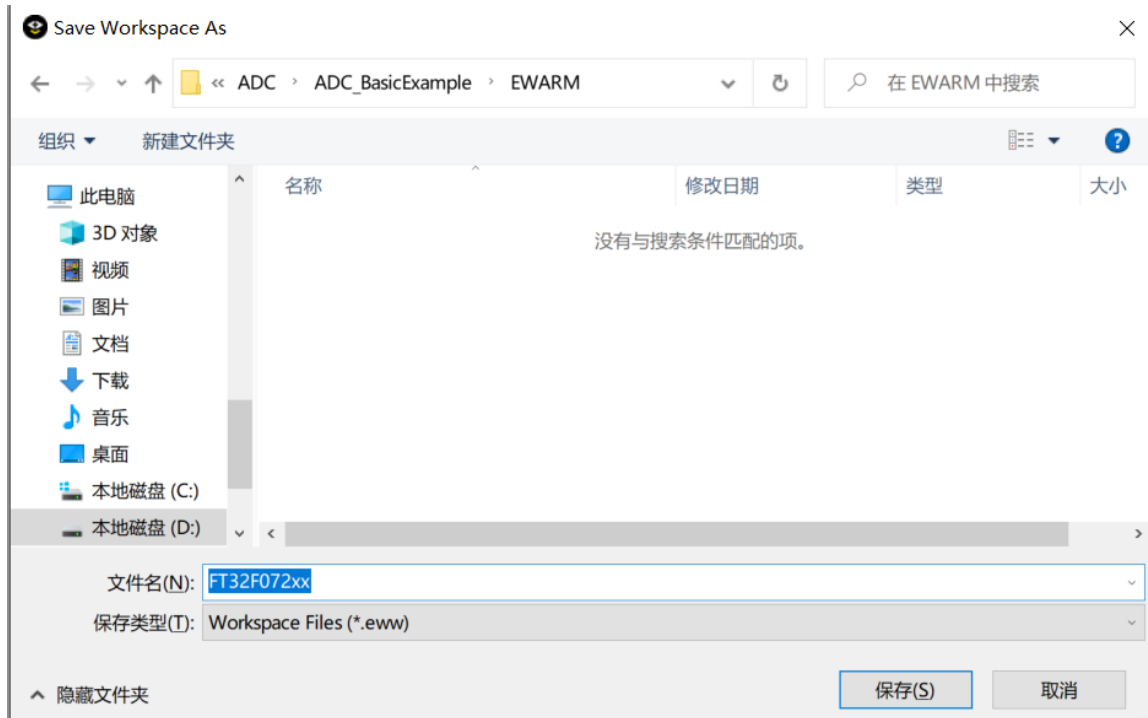 Save Workspace As
« ADC › ADC_BasicExample › EWARM
在 EWARM 中搜索
组织
新建文件夹
名称 修改日期 类型 大小
没有与搜索条件匹配的项。
此电脑
3D 对象
视频
图片
文档
下载
音乐
桌面
本地磁盘 (C:)
本地磁盘 (D:)
文件名(N): FT32F072xx
保存类型(T): Workspace Files (*.eww)
隐藏文件夹
保存(S) 取消